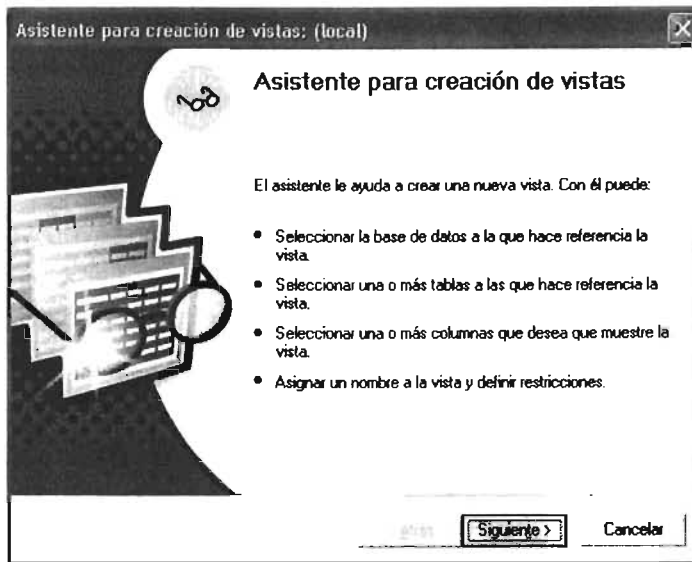 Asistente para creación de vistas: (local)
Asistente para creación de vistas
El asistente le ayuda a crear una nueva vista. Con él puede:
• Seleccionar la base de datos a la que hace referencia la
vista.
• Seleccionar una o más tablas a las que hace referencia la
vista.
• Seleccionar una o más columnas que desea que muestre la
vista.
• Asignar un nombre a la vista y definir restricciones.
Atrás
Siguiente >
Cancelar